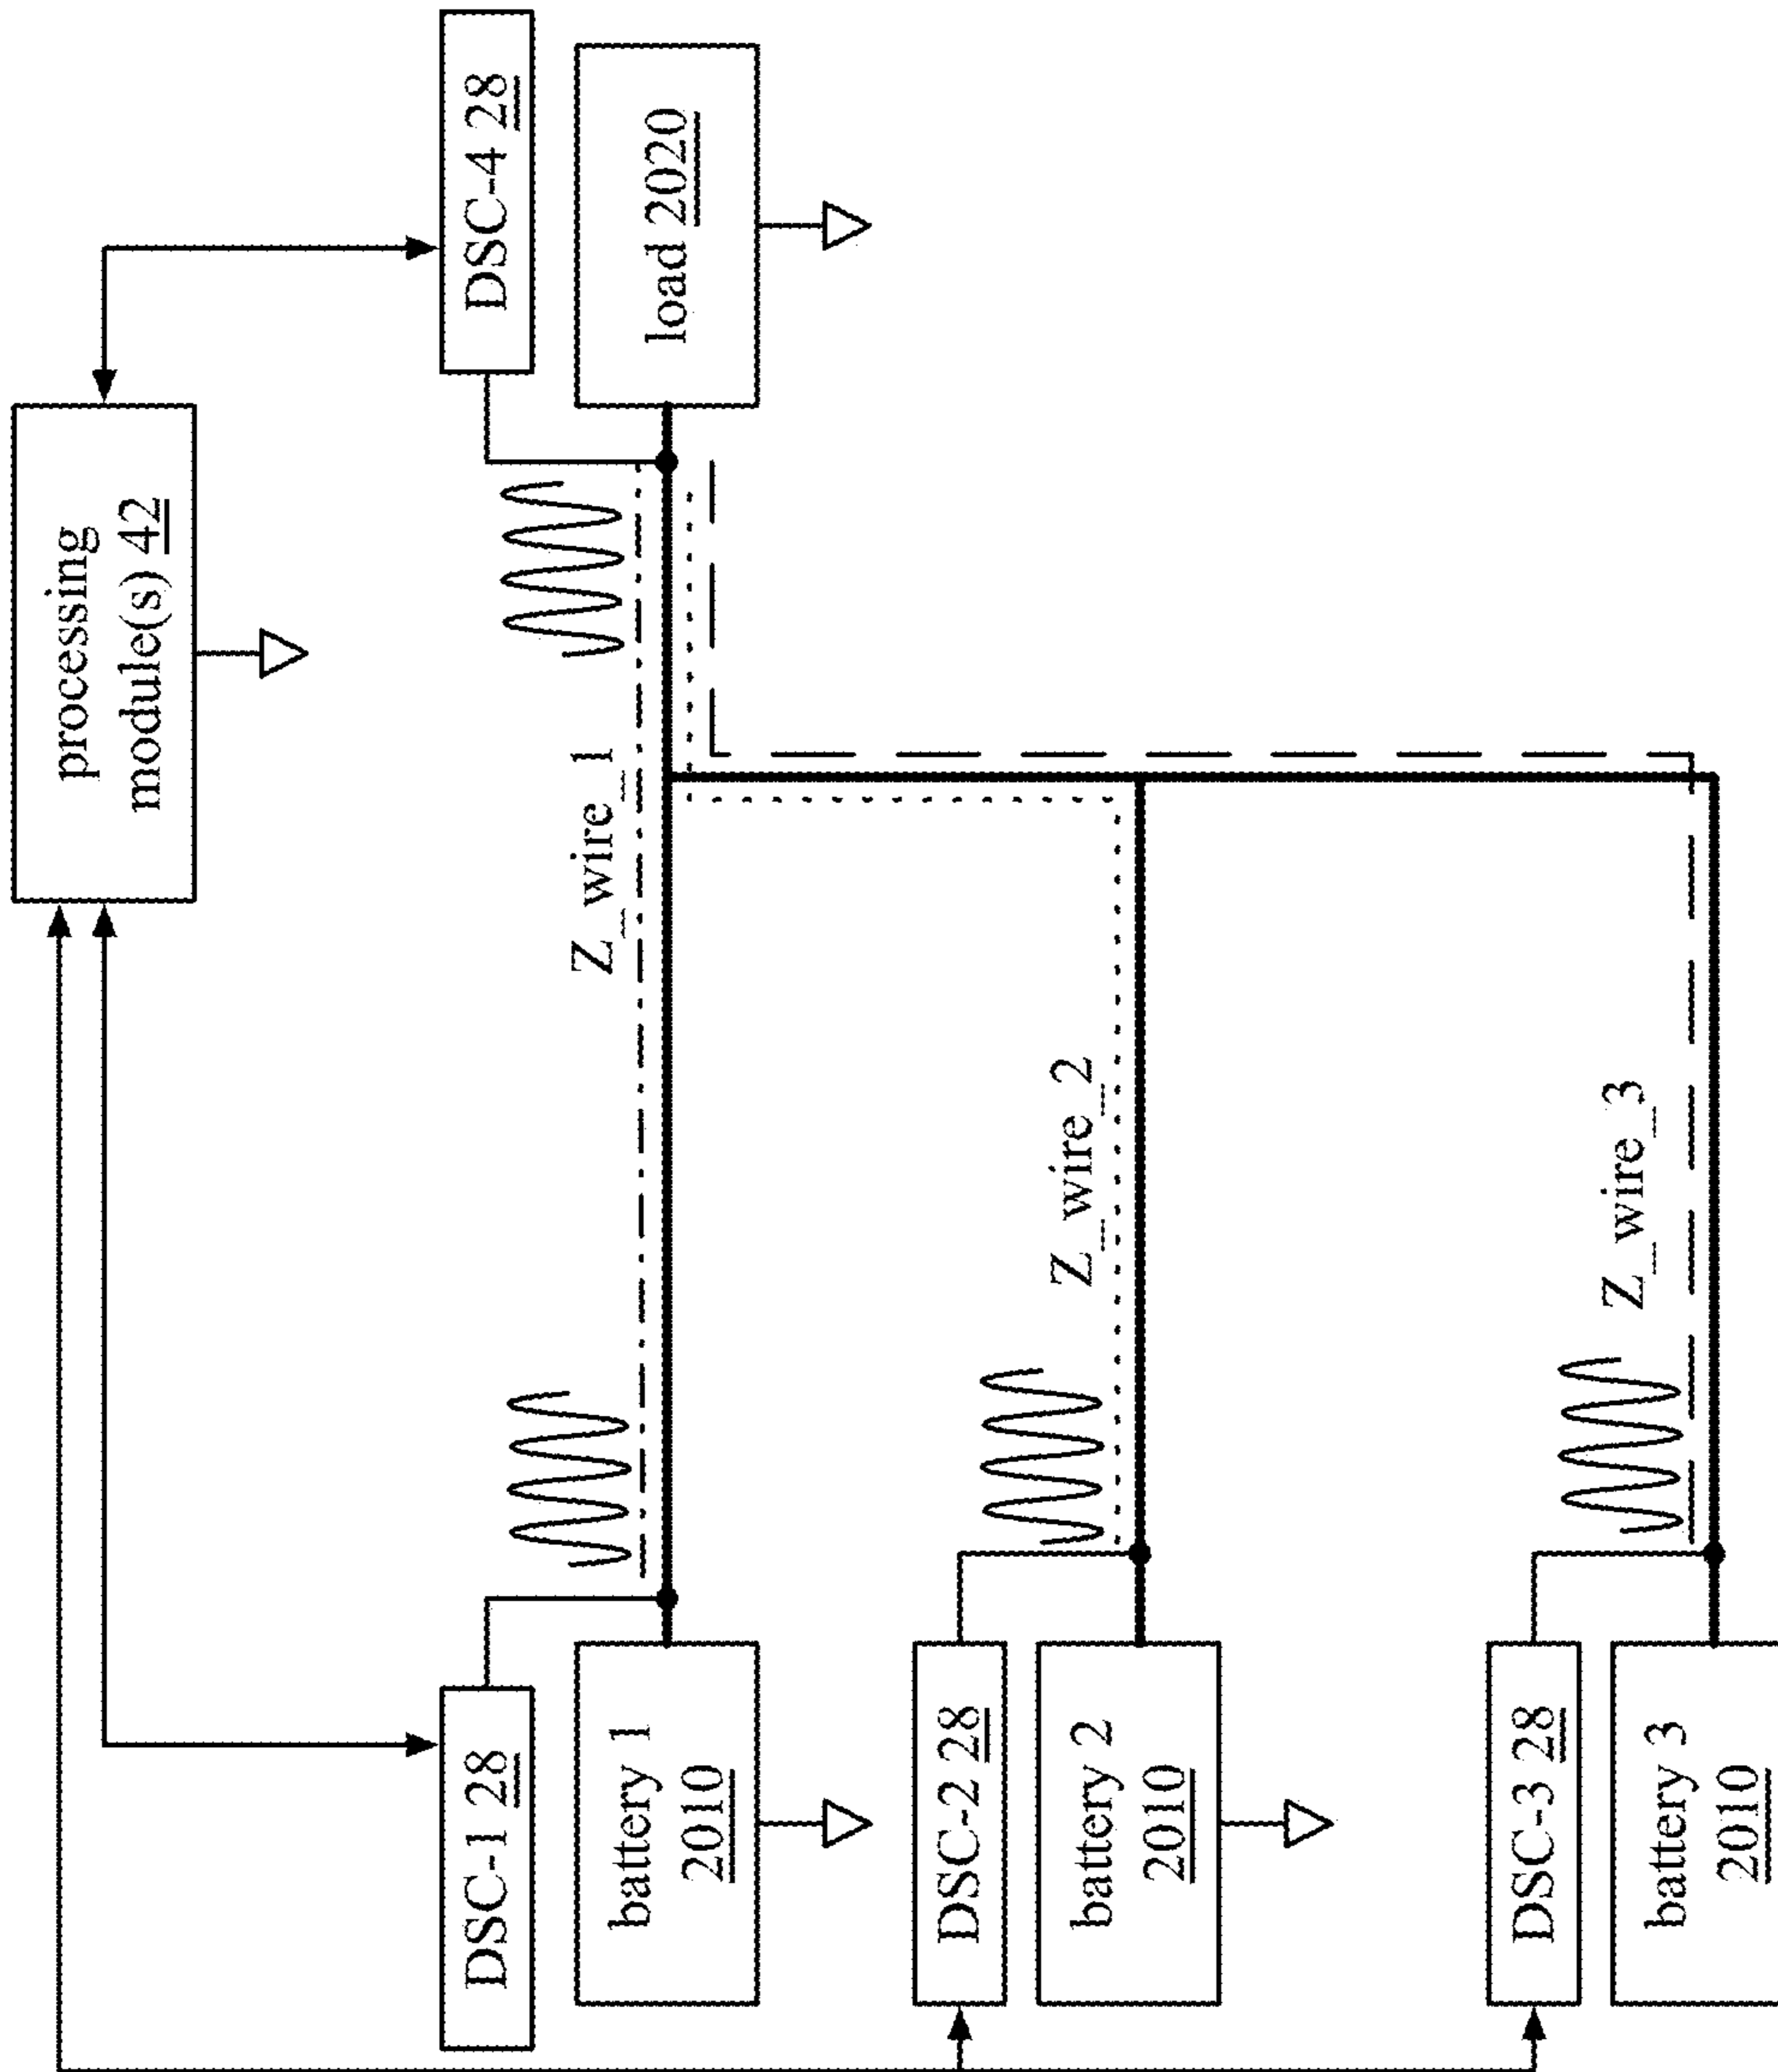 processing
module(s) 42
DSC-1 28
DSC-4 28
battery 1
2010
load 2020
Z_wire_1
DSC-2 28
battery 2
2010
Z_wire_2
DSC-3 28
battery 3
2010
Z_wire_3